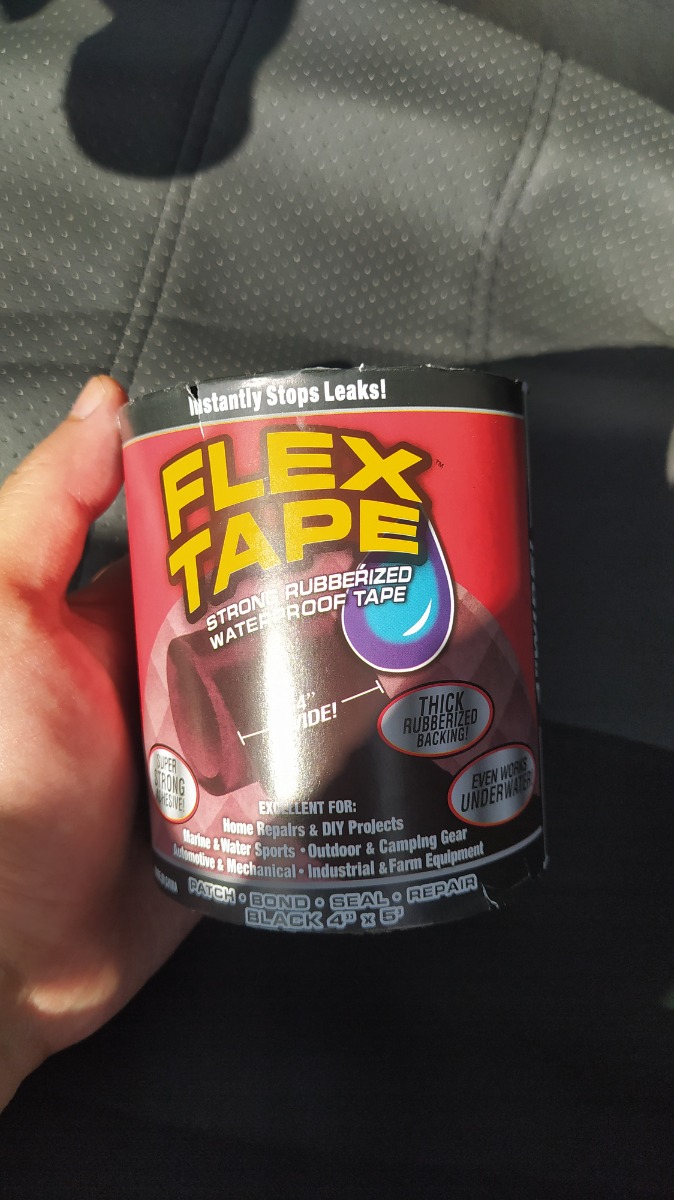 Instantly Stops Leaks!
FLEX
TAPE
™
STRONG RUBBERIZED
WATERPROOF TAPE
4"
WIDE!
THICK
RUBBERIZED
BACKING!
SUPER
STRONG
ADHESIVE!
EVEN WORKS
UNDERWATER
EXCELLENT FOR:
Home Repairs & DIY Projects
Marine & Water Sports • Outdoor & Camping Gear
Automotive & Mechanical • Industrial & Farm Equipment
PATCH • BOND • SEAL • REPAIR
BLACK 4" x 5'